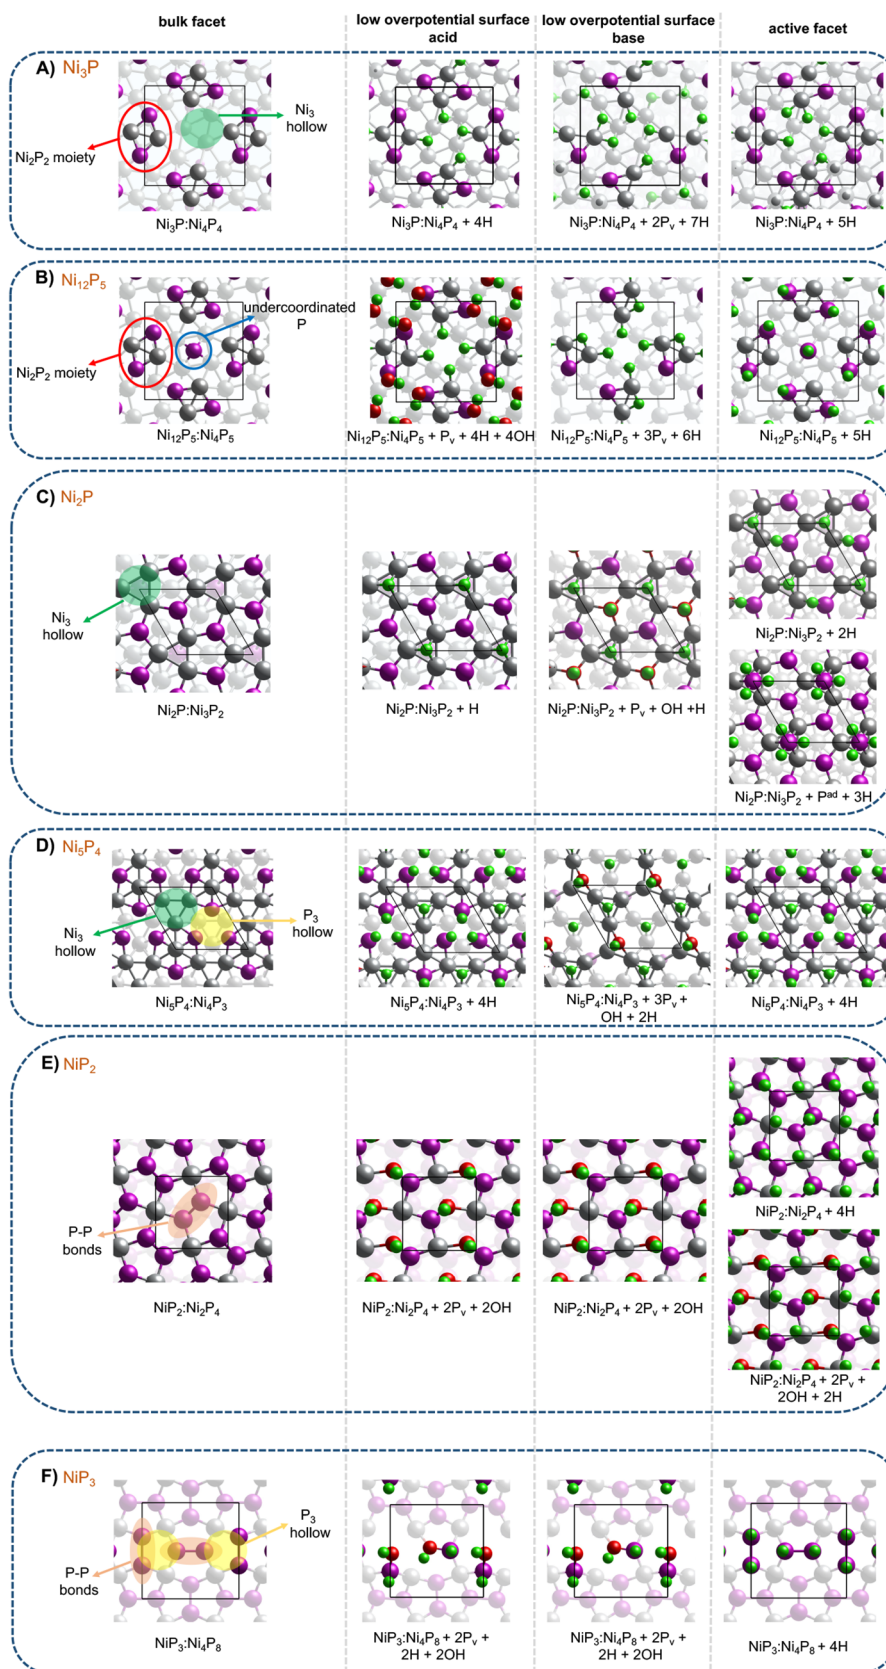 bulk facet
low overpotential surface
acid
low overpotential surface
base
active facet
A) Ni₃P
Ni₃
hollow
Ni₂P₂ moiety
Ni₃P:Ni₄P₄
Ni₃P:Ni₄P₄ + 4H
Ni₃P:Ni₄P₄ + 2Pᵥ + 7H
Ni₃P:Ni₄P₄ + 5H
B) Ni₁₂P₅
undercoordinated
P
Ni₂P₂ moiety
Ni₁₂P₅:Ni₄P₅
Ni₁₂P₅:Ni₄P₅ + Pᵥ + 4H + 4OH
Ni₁₂P₅:Ni₄P₅ + 3Pᵥ + 6H
Ni₁₂P₅:Ni₄P₅ + 5H
C) Ni₂P
Ni₃
hollow
Ni₂P:Ni₃P₂
Ni₂P:Ni₃P₂ + H
Ni₂P:Ni₃P₂ + Pᵥ + OH +H
Ni₂P:Ni₃P₂ + 2H
Ni₂P:Ni₃P₂ + Pᵃᵈ + 3H
D) Ni₅P₄
Ni₃
hollow
P₃
hollow
Ni₅P₄:Ni₄P₃
Ni₅P₄:Ni₄P₃ + 4H
Ni₅P₄:Ni₄P₃ + 3Pᵥ +
OH + 2H
Ni₅P₄:Ni₄P₃ + 4H
E) NiP₂
P-P
bonds
NiP₂:Ni₂P₄
NiP₂:Ni₂P₄ + 2Pᵥ + 2OH
NiP₂:Ni₂P₄ + 2Pᵥ + 2OH
NiP₂:Ni₂P₄ + 4H
NiP₂:Ni₂P₄ + 2Pᵥ +
2OH + 2H
F) NiP₃
P₃
hollow
P-P
bonds
NiP₃:Ni₄P₈
NiP₃:Ni₄P₈ + 2Pᵥ +
2H + 2OH
NiP₃:Ni₄P₈ + 2Pᵥ +
2H + 2OH
NiP₃:Ni₄P₈ + 4H